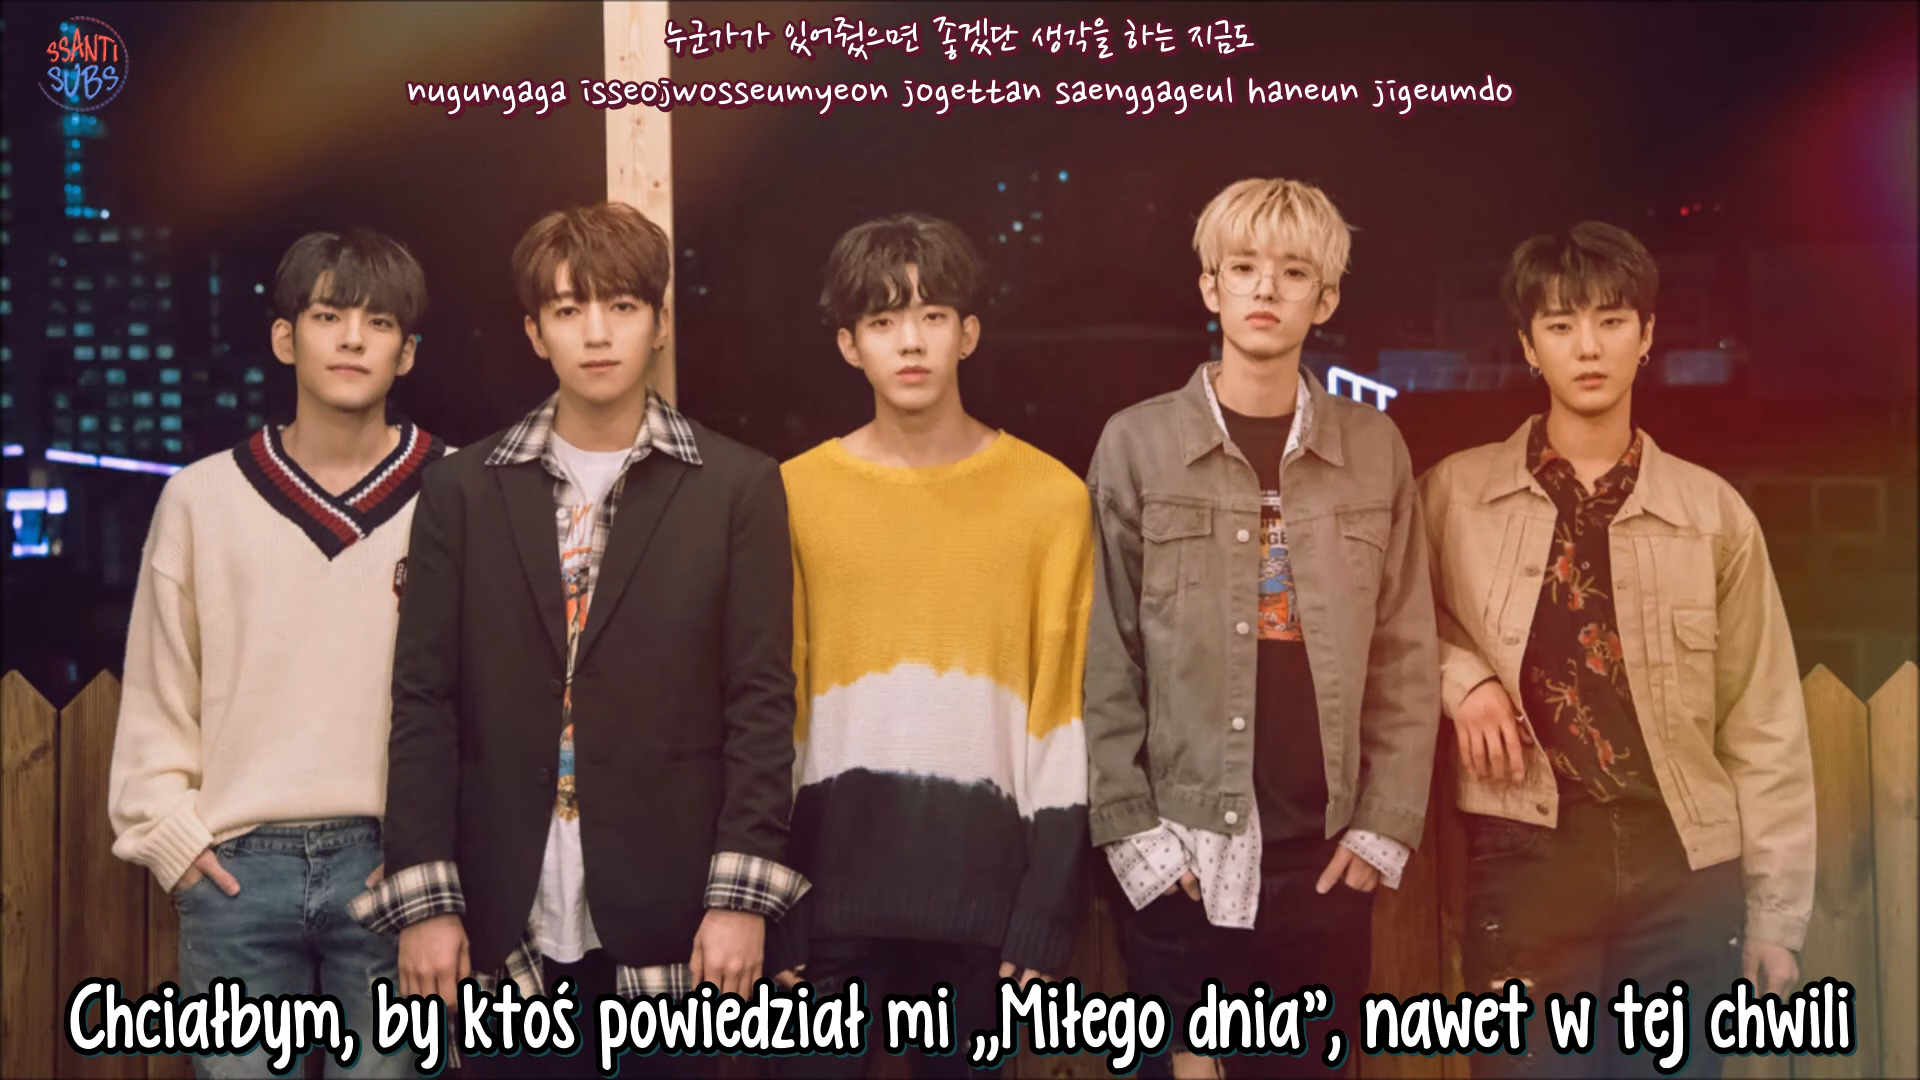 SSANTI
SUBS
누군가가 있어줬으면 좋겠단 생각을 하는 지금도
nugungaga isseojwosseumyeon jogettan saenggageul haneun jigeumdo
Chciałbym, by ktoś powiedział mi „Miłego dnia”, nawet w tej chwili